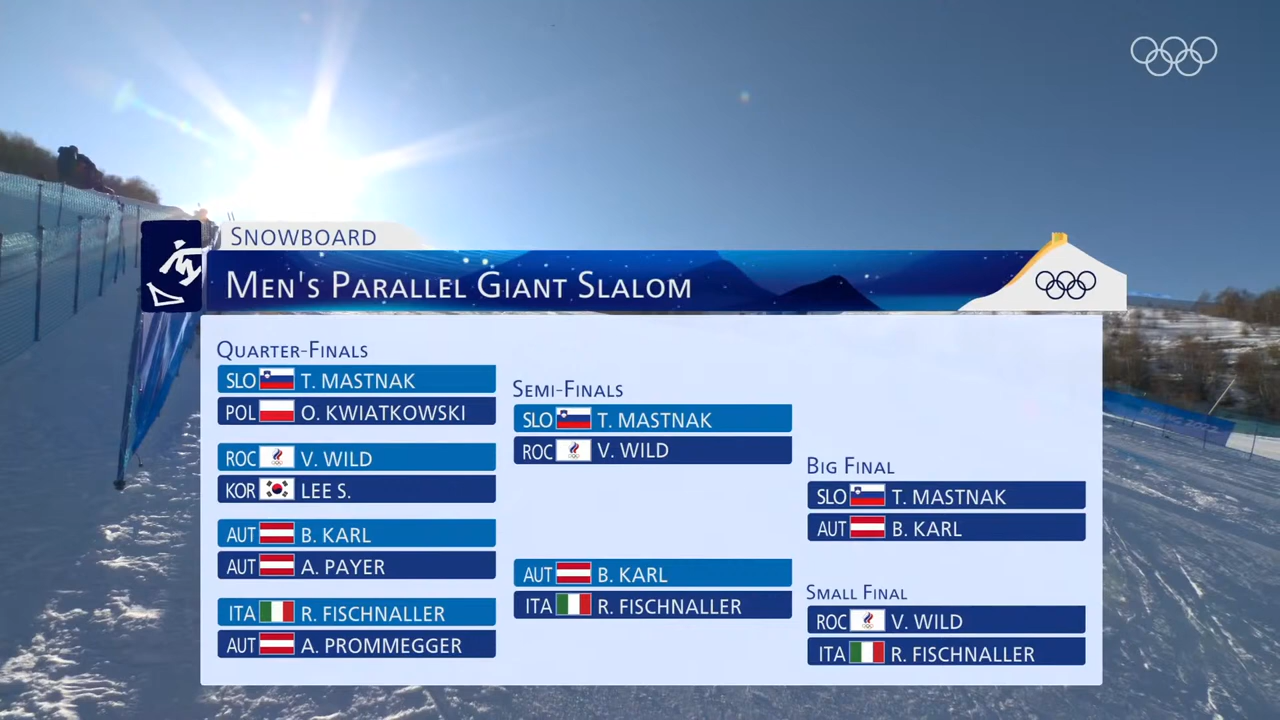 SNOWBOARD
MEN'S PARALLEL GIANT SLALOM
QUARTER-FINALS
SLO T. MASTNAK
POL O. KWIATKOWSKI
ROC V. WILD
KOR LEE S.
AUT B. KARL
AUT A. PAYER
ITA R. FISCHNALLER
AUT A. PROMMEGGER
SEMI-FINALS
SLO T. MASTNAK
ROC V. WILD
AUT B. KARL
ITA R. FISCHNALLER
BIG FINAL
SLO T. MASTNAK
AUT B. KARL
SMALL FINAL
ROC V. WILD
ITA R. FISCHNALLER